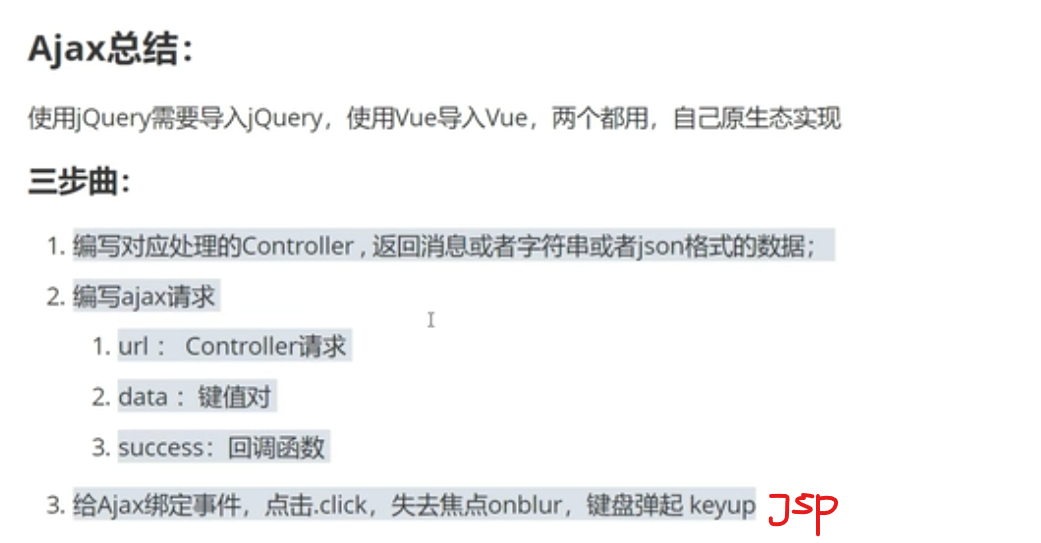 Ajax总结：
使用jQuery需要导入jQuery，使用Vue导入Vue，两个都用，自己原生态实现
三步曲：
1. 编写对应处理的Controller , 返回消息或者字符串或者json格式的数据；
2. 编写ajax请求
1. url ： Controller请求
2. data ：键值对
3. success：回调函数
3. 给Ajax绑定事件，点击.click，失去焦点onblur，键盘弹起 keyup JSP